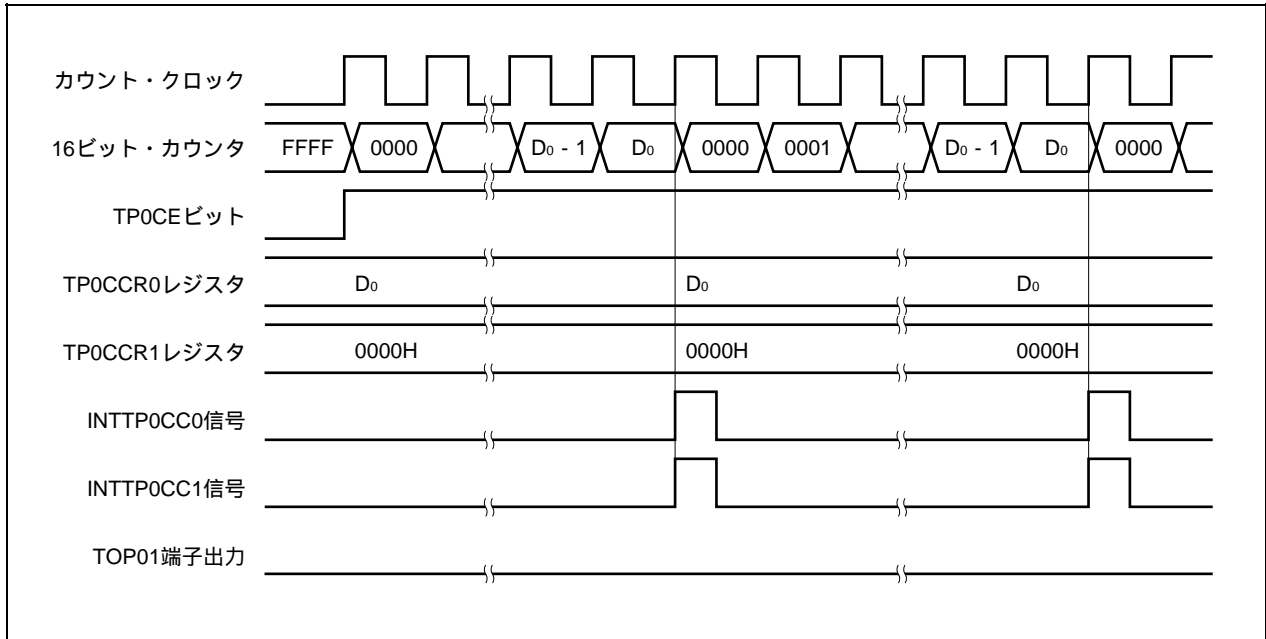 カウント・クロック
16ビット・カウンタ FFFF 0000 D0 - 1 D0 0000 0001 D0 - 1 D0 0000
TP0CEビット
TP0CCR0レジスタ D0 D0 D0
TP0CCR1レジスタ 0000H 0000H 0000H
INTTP0CC0信号
INTTP0CC1信号
TOP01端子出力